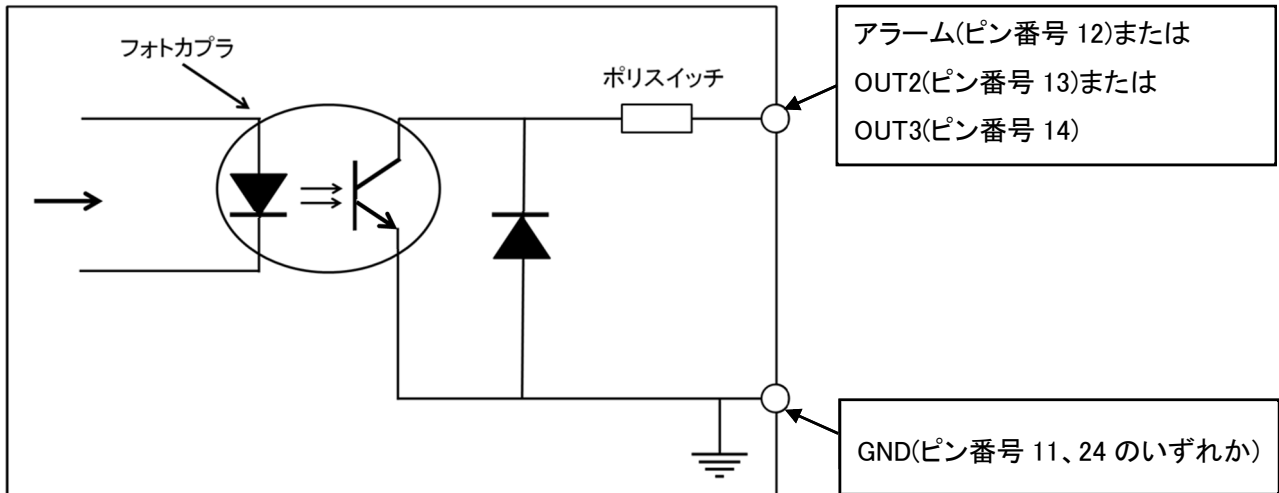 フォトカプラ
ポリスイッチ
アラーム(ピン番号 12)または
OUT2(ピン番号 13)または
OUT3(ピン番号 14)
GND(ピン番号 11、24 のいずれか)